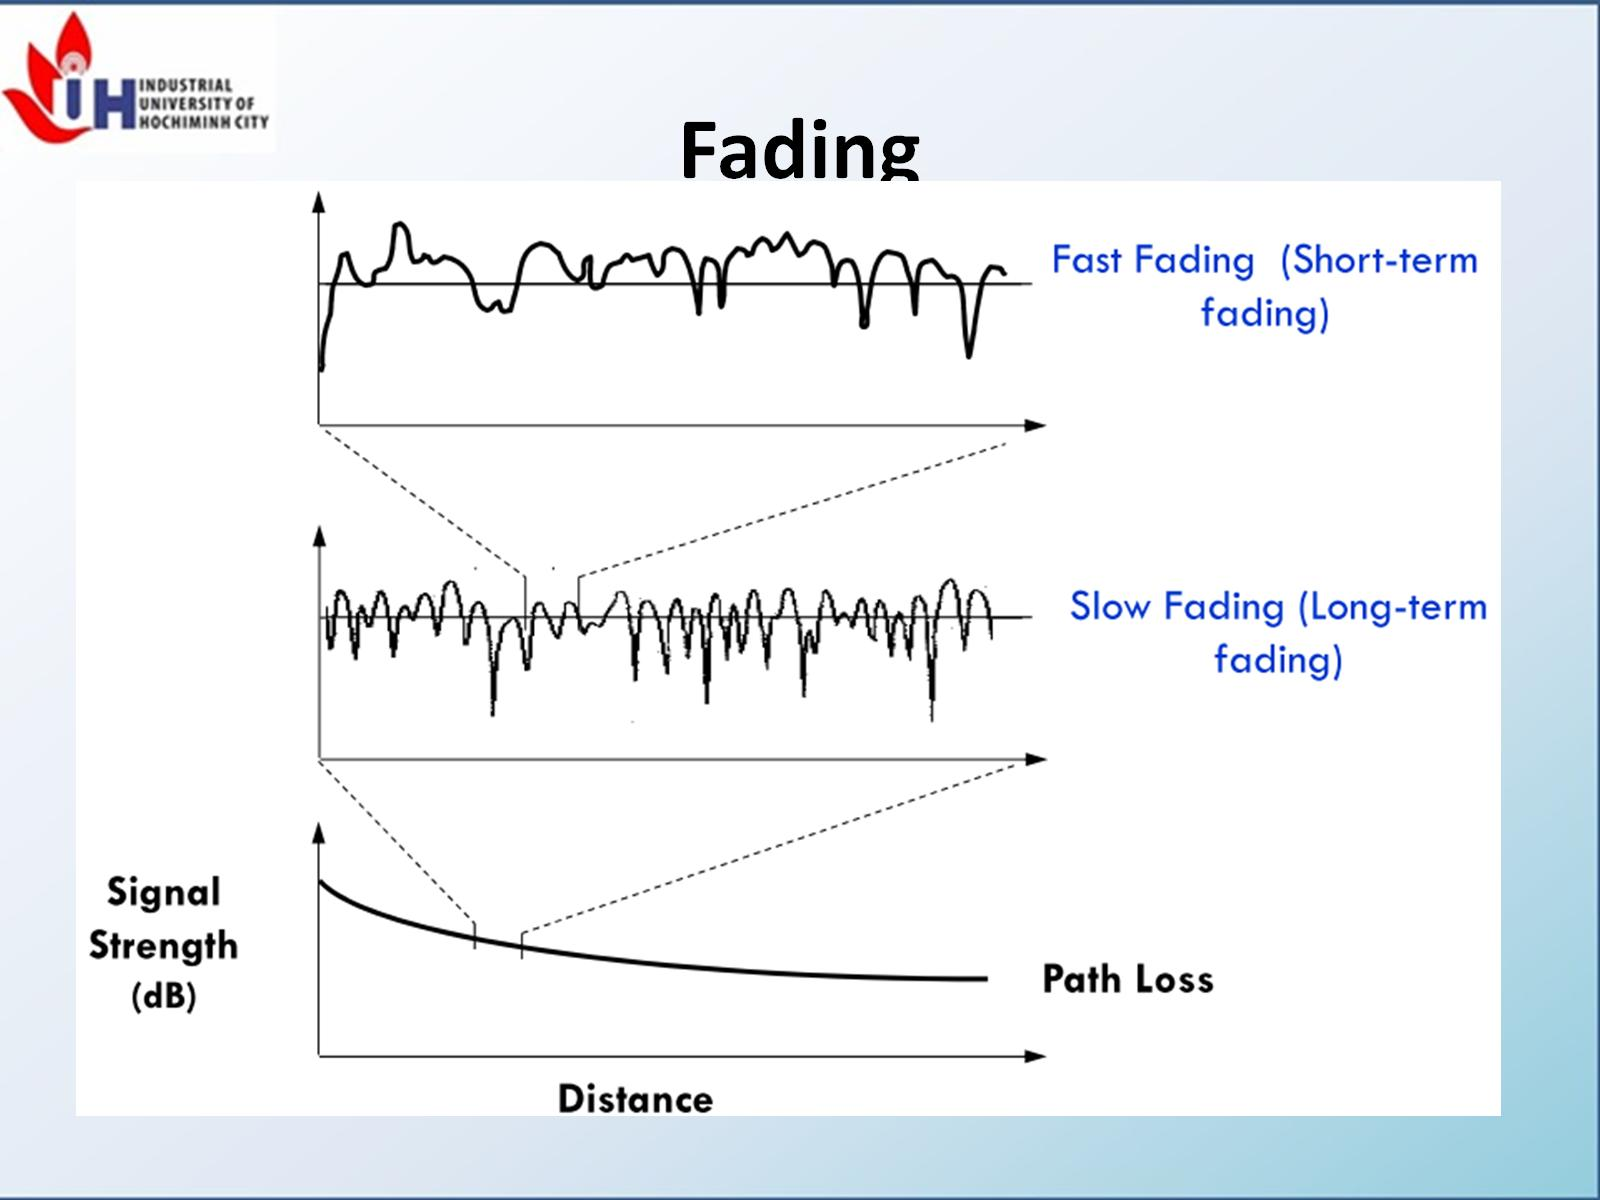 IUH
INDUSTRIAL
UNIVERSITY OF
HOCHIMINH CITY
Fading
Fast Fading (Short-term
fading)
Slow Fading (Long-term
fading)
Signal
Strength
(dB)
Path Loss
Distance